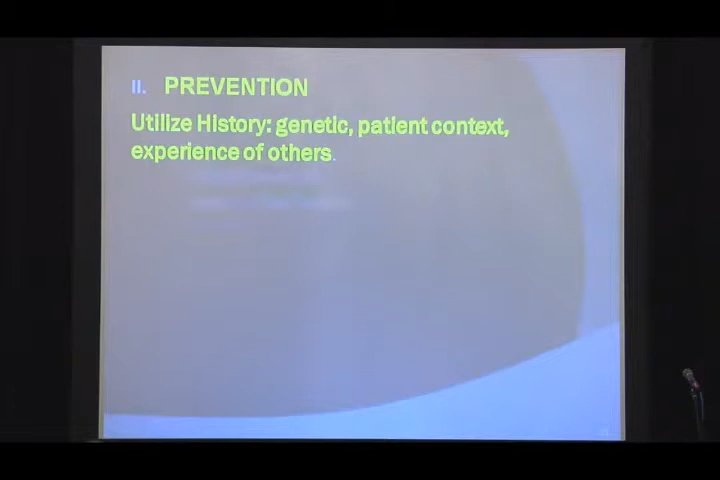 II. PREVENTION
Utilize History: genetic, patient context,
experience of others.